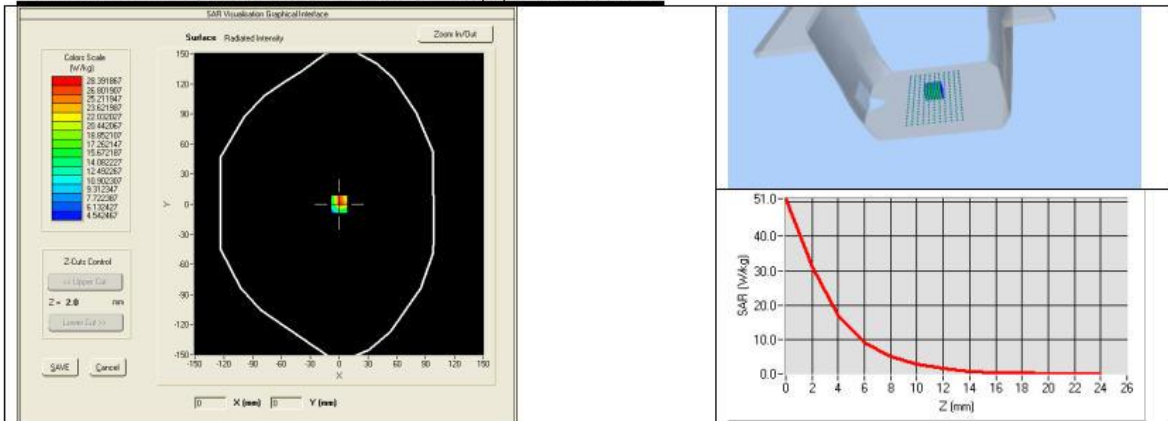 SAR Visualisation Graphical Interface
Surface Radiated Intensity
Zoom In/Out
Colors Scale
(W/kg)
28.391867
26.801907
25.211947
23.621987
22.032027
20.442067
18.852107
17.262147
15.672187
14.082227
12.492267
10.902307
9.312347
7.722387
6.132427
4.542467
150
120
90
60
30
0
-30
-60
-90
-120
-150
Y
-150 -120 -90 -60 -30 0 30 60 90 120 150
X
Z-Cuts Control
<< Upper Cut
Z = 2.0 mm
Lower Cut >>
SAVE Cancel
0 X (mm) 0 Y (mm)
51.0
40.0
30.0
20.0
10.0
0.0
SAR (W/kg)
0 2 4 6 8 10 12 14 16 18 20 22 24 26
Z (mm)